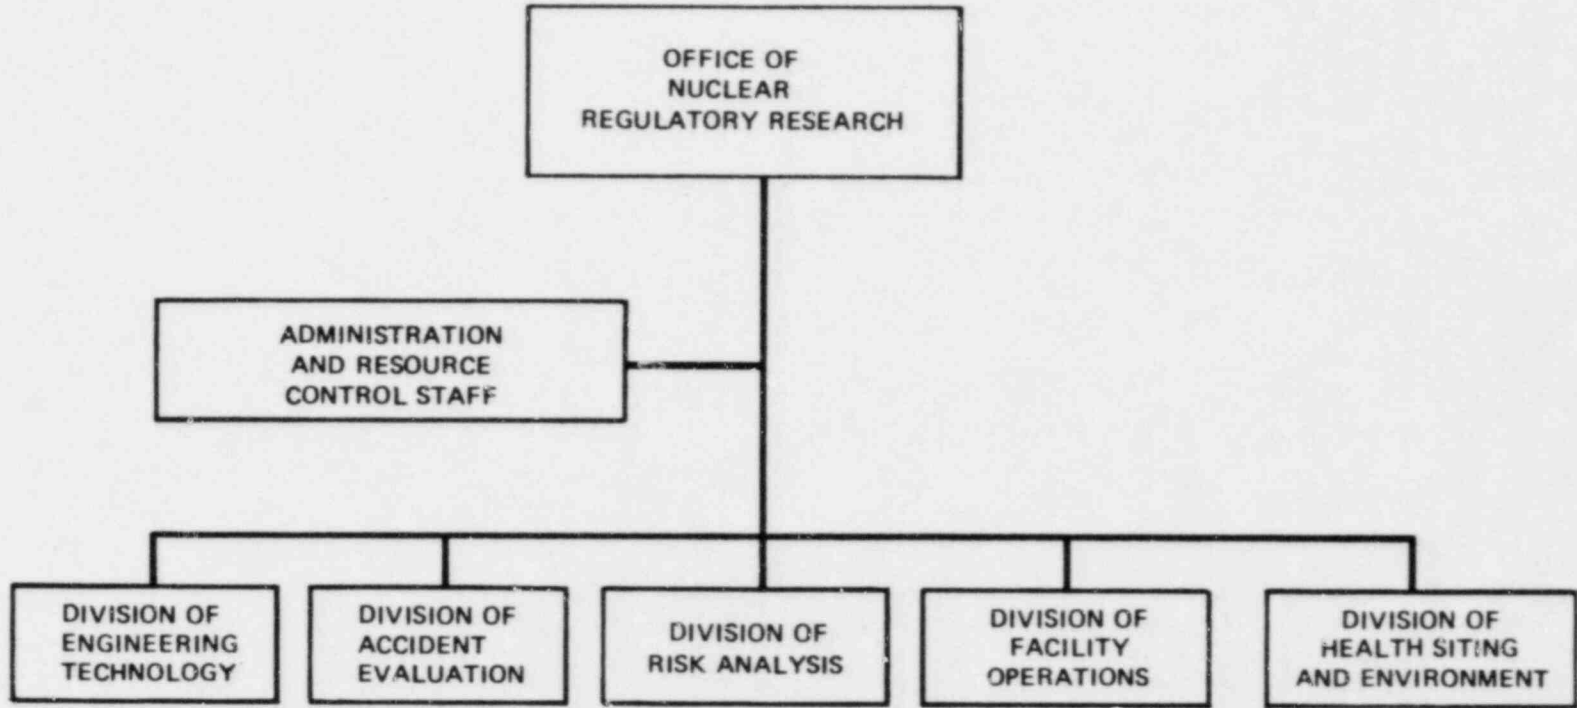 OFFICE OF
NUCLEAR
REGULATORY RESEARCH
ADMINISTRATION
AND RESOURCE
CONTROL STAFF
DIVISION OF
ENGINEERING
TECHNOLOGY
DIVISION OF
ACCIDENT
EVALUATION
DIVISION OF
RISK ANALYSIS
DIVISION OF
FACILITY
OPERATIONS
DIVISION OF
HEALTH SITING
AND ENVIRONMENT